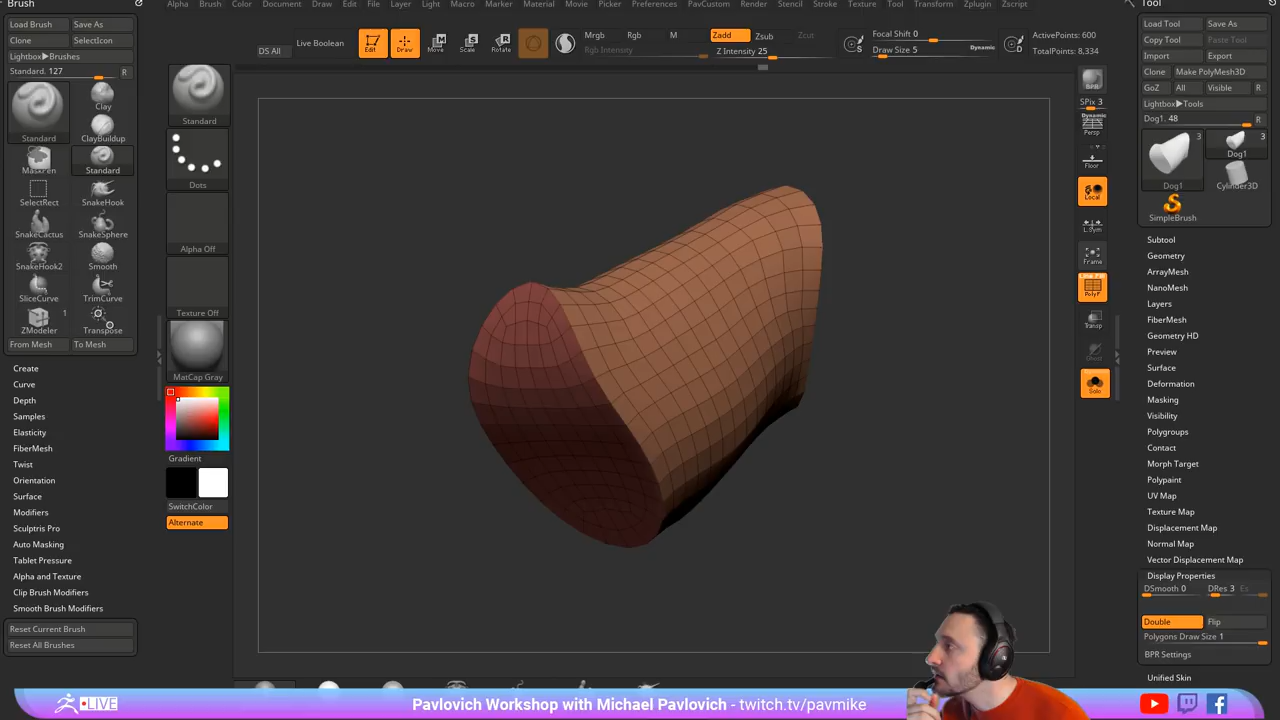 Brush
Alpha Brush Color Document Draw Edit File Layer Light Macro Marker Material Movie Picker Preferences PavCustom Render Stencil Stroke Texture Tool Transform Zplugin Zscript
Tool
Load Brush Save As
Clone SelectIcon
Lightbox▶Brushes
Standard. 127 R
Standard
Clay
ClayBuildup
MaskPen Standard
SelectRect SnakeHook
SnakeCactus SnakeSphere
SnakeHook2 Smooth
SliceCurve TrimCurve
1
ZModeler Transpose
From Mesh To Mesh
Create
Curve
Depth
Samples
Elasticity
FiberMesh
Twist
Orientation
Surface
Modifiers
Sculptris Pro
Auto Masking
Tablet Pressure
Alpha and Texture
Clip Brush Modifiers
Smooth Brush Modifiers
Reset Current Brush
Reset All Brushes
DS All
Live Boolean
Edit
Draw
Move
Scale
Rotate
Mrgb Rgb M
Rgb Intensity
Zadd Zsub Zcut
Z Intensity 25
S
Focal Shift 0
Draw Size 5 Dynamic
D
ActivePoints: 600
TotalPoints: 8,334
Standard
Dots
Alpha Off
Texture Off
MatCap Gray
Gradient
SwitchColor
Alternate
BPR
SPix 3
Dynamic
Persp
Floor
Local
L.Sym
Frame
Line Fill
PolyF
Transp
Ghost
Dynamic
Solo
Load Tool Save As
Copy Tool Paste Tool
Import Export
Clone Make PolyMesh3D
GoZ All Visible R
Lightbox▶Tools
Dog1. 48 R
3 3
Dog1
Dog1
Cylinder3D
SimpleBrush
Subtool
Geometry
ArrayMesh
NanoMesh
Layers
FiberMesh
Geometry HD
Preview
Surface
Deformation
Masking
Visibility
Polygroups
Contact
Morph Target
Polypaint
UV Map
Texture Map
Displacement Map
Normal Map
Vector Displacement Map
Display Properties
DSmooth 0 DRes 3 Es
Double Flip
Polygons Draw Size 1
BPR Settings
Unified Skin
LIVE
Pavlovich Workshop with Michael Pavlovich - twitch.tv/pavmike